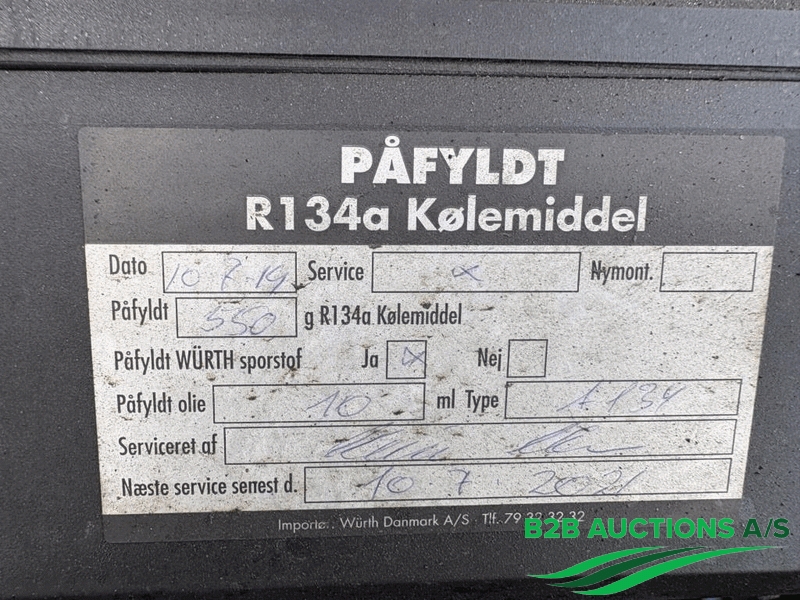 PÅFYLDT
R134a Kølemiddel
Dato 10 7 19 Service x Nymont.
Påfyldt 550 g R134a Kølemiddel
Påfyldt WÜRTH sporstof Ja x Nej
Påfyldt olie 10 ml Type
Serviceret af
Næste service senest d. 10 7 2021
Importør: Würth Danmark A/S Tlf. 79 32 32 32
B2B AUCTIONS A/S